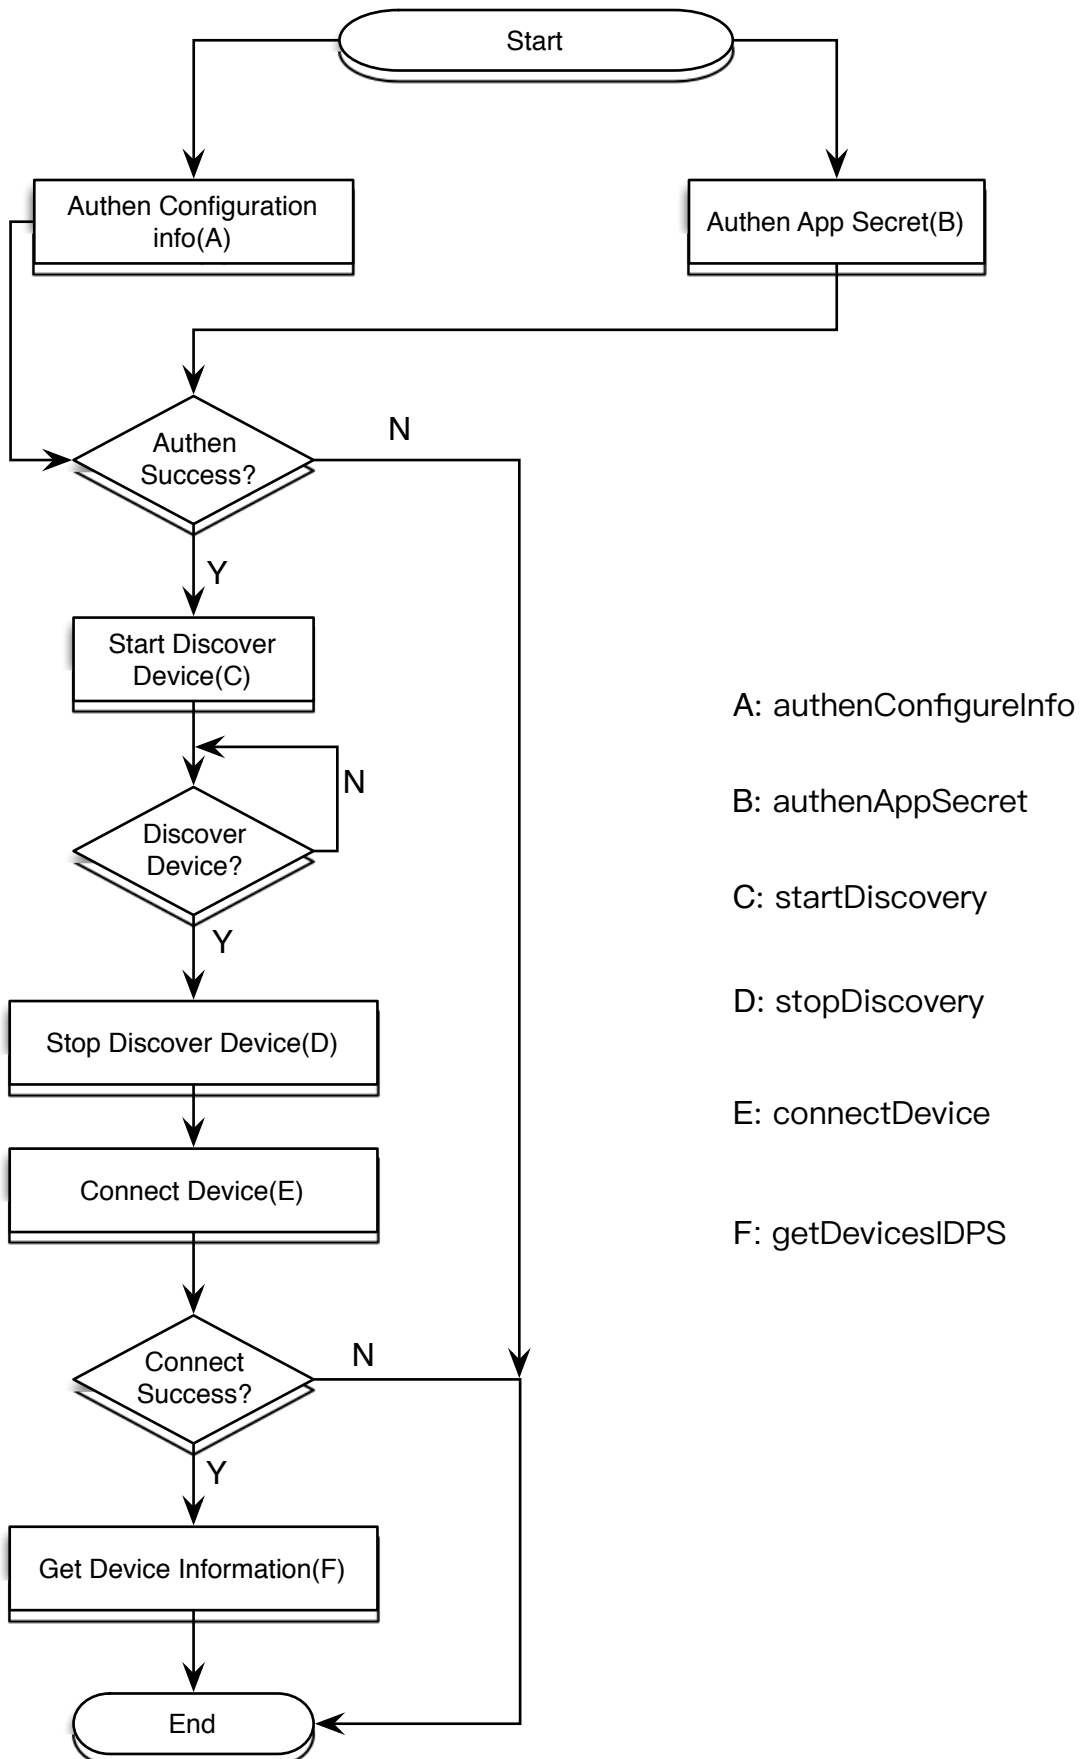 Start
Authen Configuration
info(A)
Authen App Secret(B)
Authen
Success?
N
Y
Start Discover
Device(C)
N
Discover
Device?
Y
Stop Discover Device(D)
Connect Device(E)
Connect
Success?
N
Y
Get Device Information(F)
End
A: authenConfigureInfo
B: authenAppSecret
C: startDiscovery
D: stopDiscovery
E: connectDevice
F: getDevicesIDPS